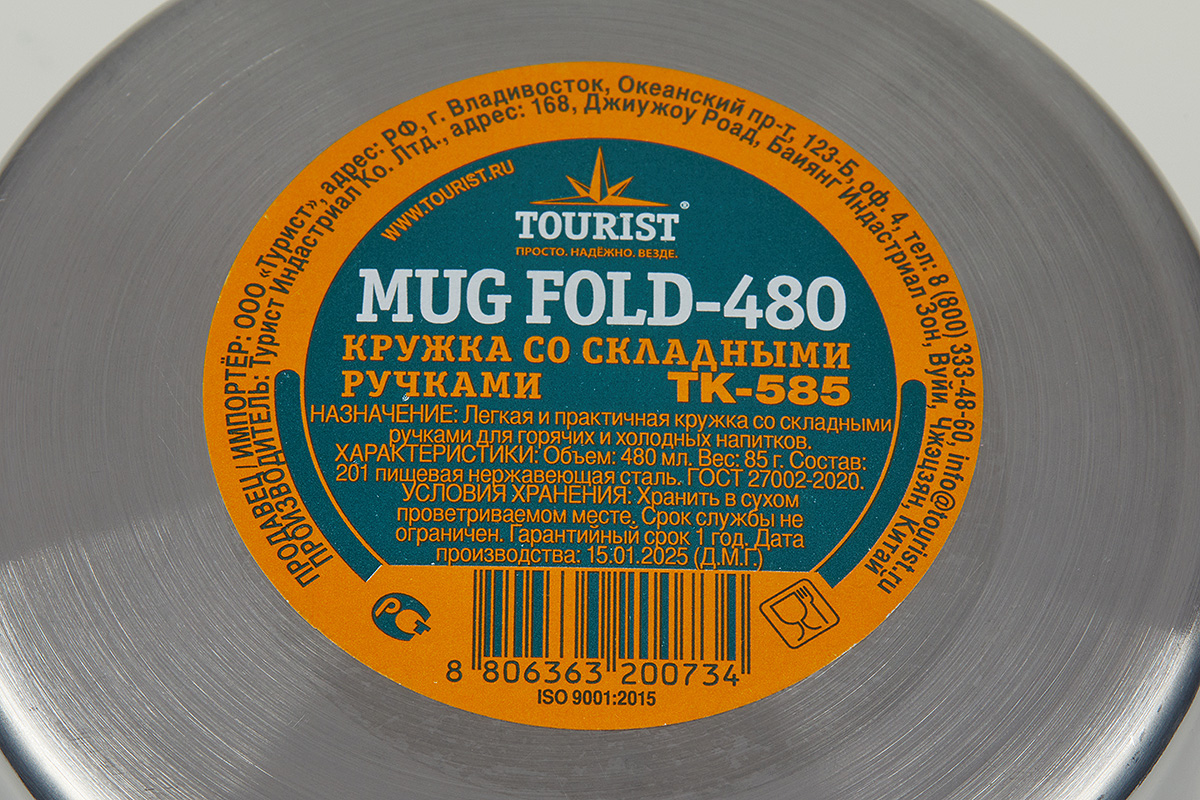 ПРОДАВЕЦ / ИМПОРТЁР: ООО «Турист», адрес: РФ, г. Владивосток, Океанский пр-т, 123-Б, оф. 4, тел: 8 (800) 333-48-60, info@tourist.ru
ПРОИЗВОДИТЕЛЬ: Турист Индастриал Ко. Лтд., адрес: 168, Джиужоу Роад, Баиянг Индастриал Зон, Вуйи, Чжэцзян, Китай
WWW.TOURIST.RU
TOURIST®
ПРОСТО. НАДЁЖНО. ВЕЗДЕ.
MUG FOLD-480
КРУЖКА СО СКЛАДНЫМИ
РУЧКАМИ TK-585
НАЗНАЧЕНИЕ: Легкая и практичная кружка со складными
ручками для горячих и холодных напитков.
ХАРАКТЕРИСТИКИ: Объем: 480 мл. Вес: 85 г. Состав:
201 пищевая нержавеющая сталь. ГОСТ 27002-2020.
УСЛОВИЯ ХРАНЕНИЯ: Хранить в сухом
проветриваемом месте. Срок службы не
ограничен. Гарантийный срок 1 год. Дата
производства: 15.01.2025 (Д.М.Г)
РСТ
8 806363 200734
ISO 9001:2015